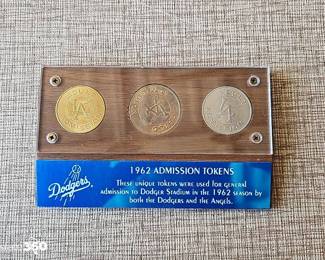 1962 ADMISSION TOKENS
Dodgers
THESE UNIQUE TOKENS WERE USED FOR GENERAL
ADMISSION TO DODGER STADIUM IN THE 1962 SEASON BY
BOTH THE DODGERS AND THE ANGELS.
360